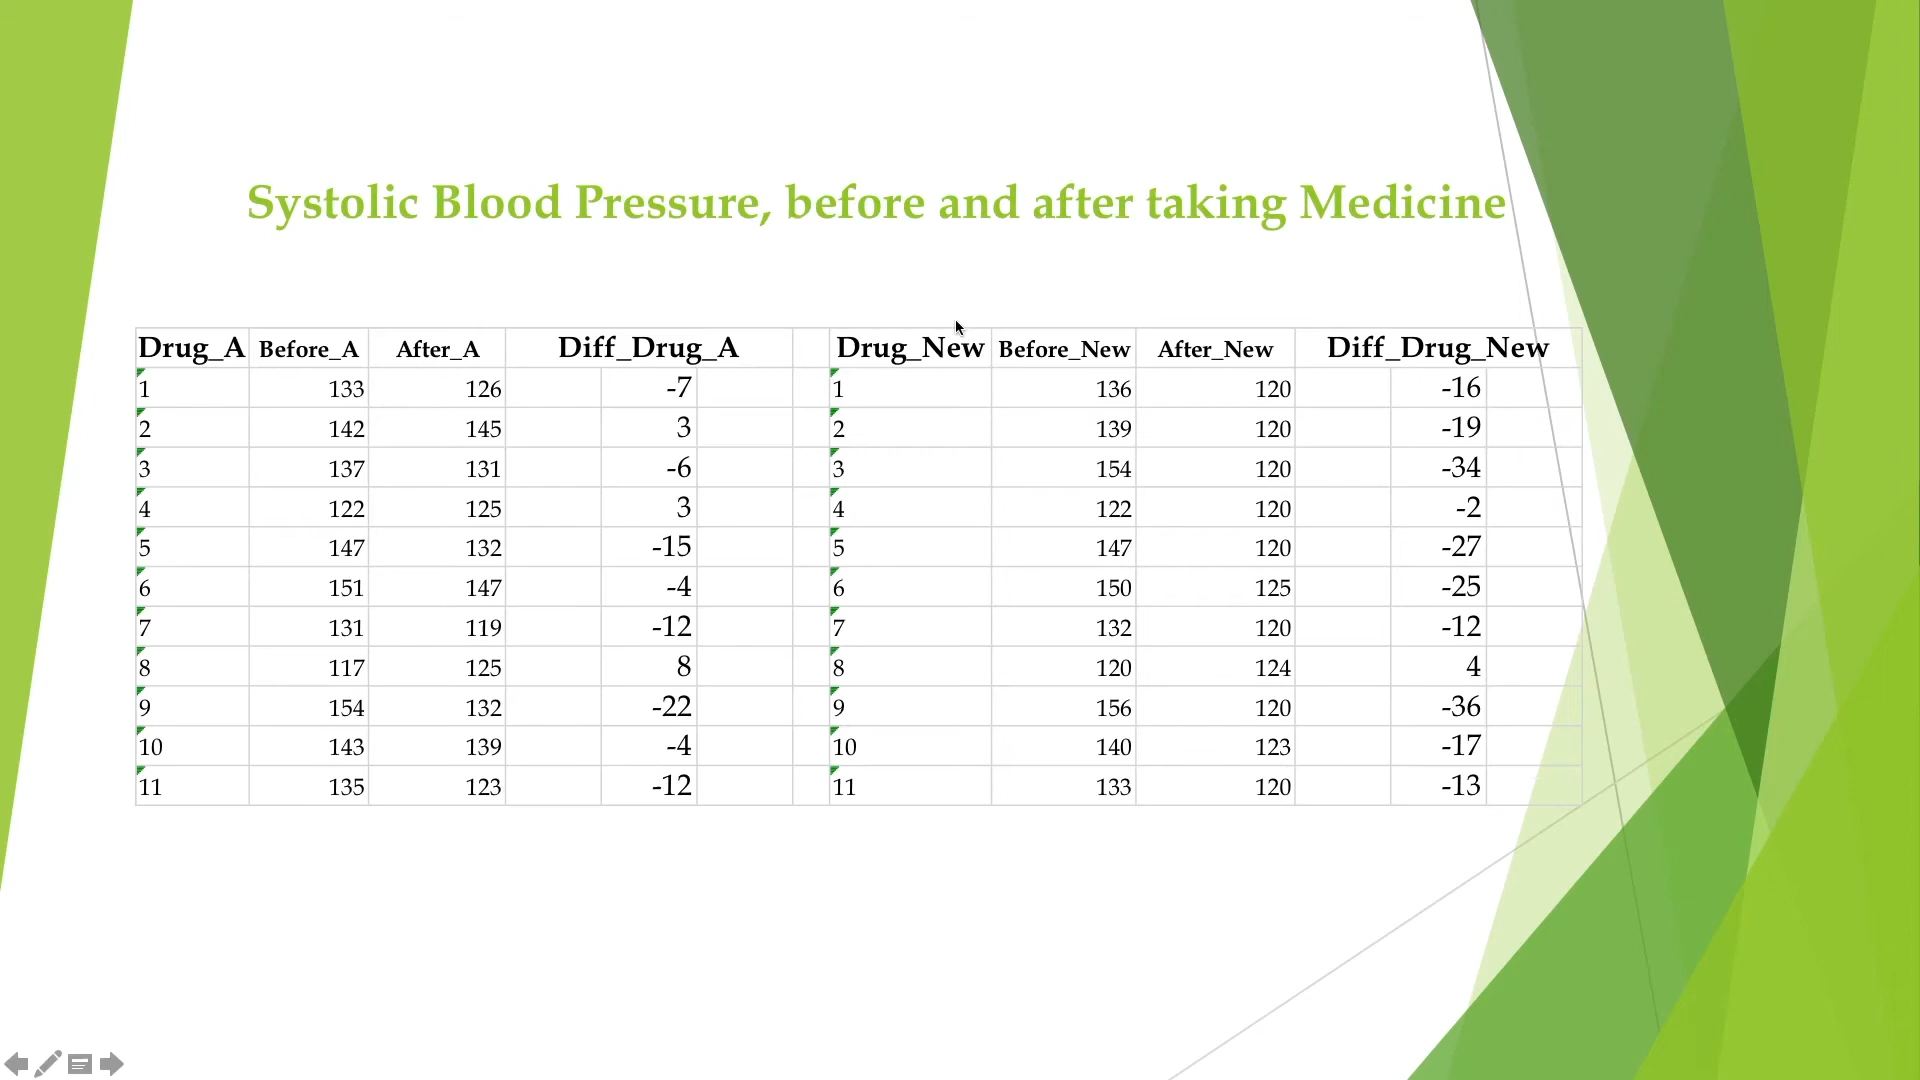 Systolic Blood Pressure, before and after taking Medicine
Drug_A Before_A After_A Diff_Drug_A Drug_New Before_New After_New Diff_Drug_New
1 133 126 -7 1 136 120 -16
2 142 145 3 2 139 120 -19
3 137 131 -6 3 154 120 -34
4 122 125 3 4 122 120 -2
5 147 132 -15 5 147 120 -27
6 151 147 -4 6 150 125 -25
7 131 119 -12 7 132 120 -12
8 117 125 8 8 120 124 4
9 154 132 -22 9 156 120 -36
10 143 139 -4 10 140 123 -17
11 135 123 -12 11 133 120 -13